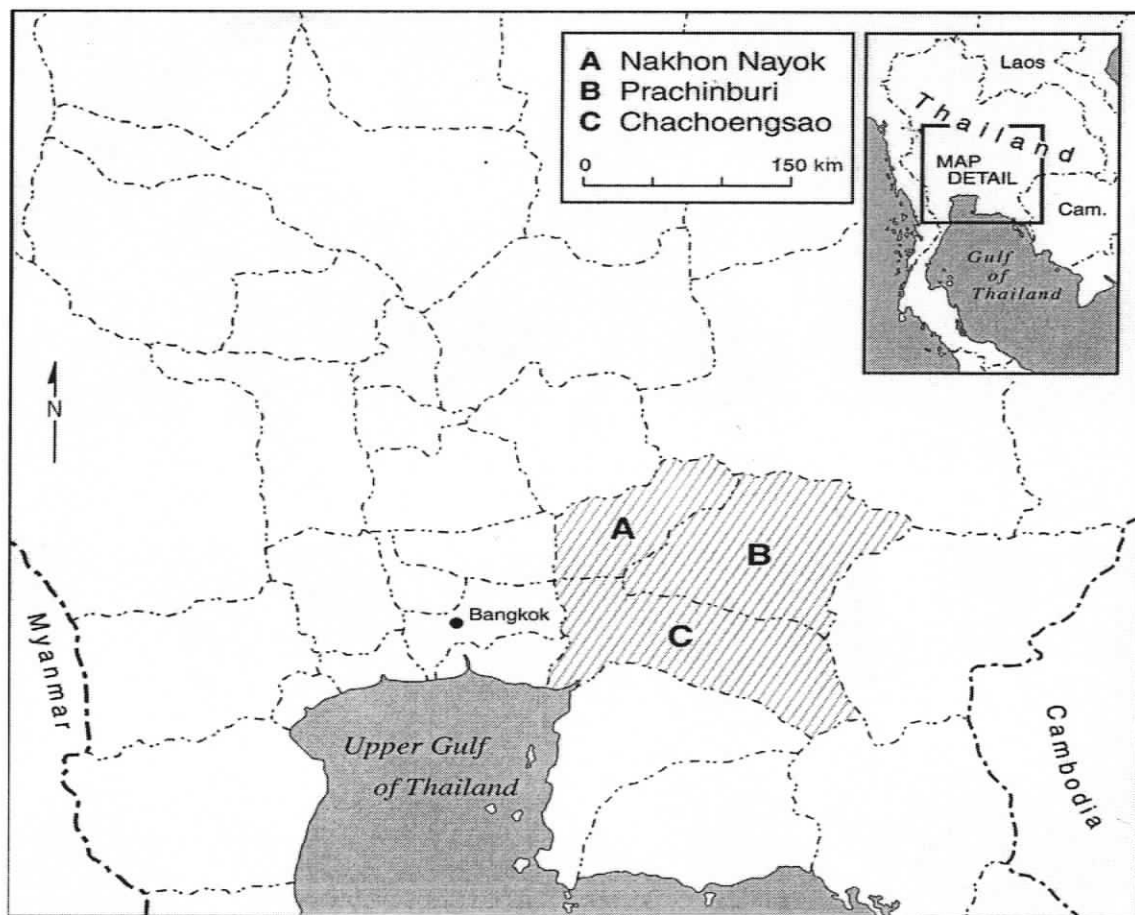 A Nakhon Nayok
B Prachinburi
C Chachoengsao
0 150 km
Laos
Thailand
MAP
DETAIL
Cam.
Gulf
of
Thailand
N
A
B
C
Bangkok
Myanmar
Cambodia
Upper Gulf
of Thailand